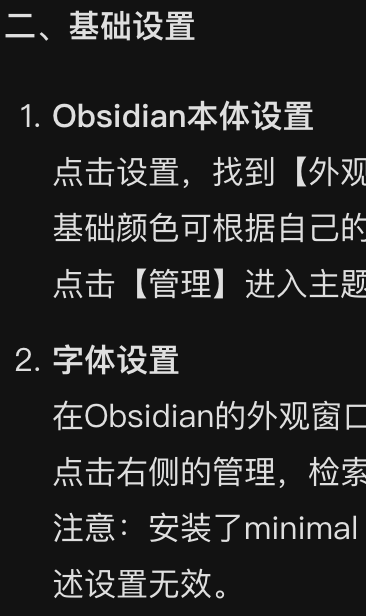 二、基础设置
1. Obsidian本体设置
点击设置，找到【外观
基础颜色可根据自己的
点击【管理】进入主题
2. 字体设置
在Obsidian的外观窗口
点击右侧的管理，检索
注意：安装了minimal
述设置无效。